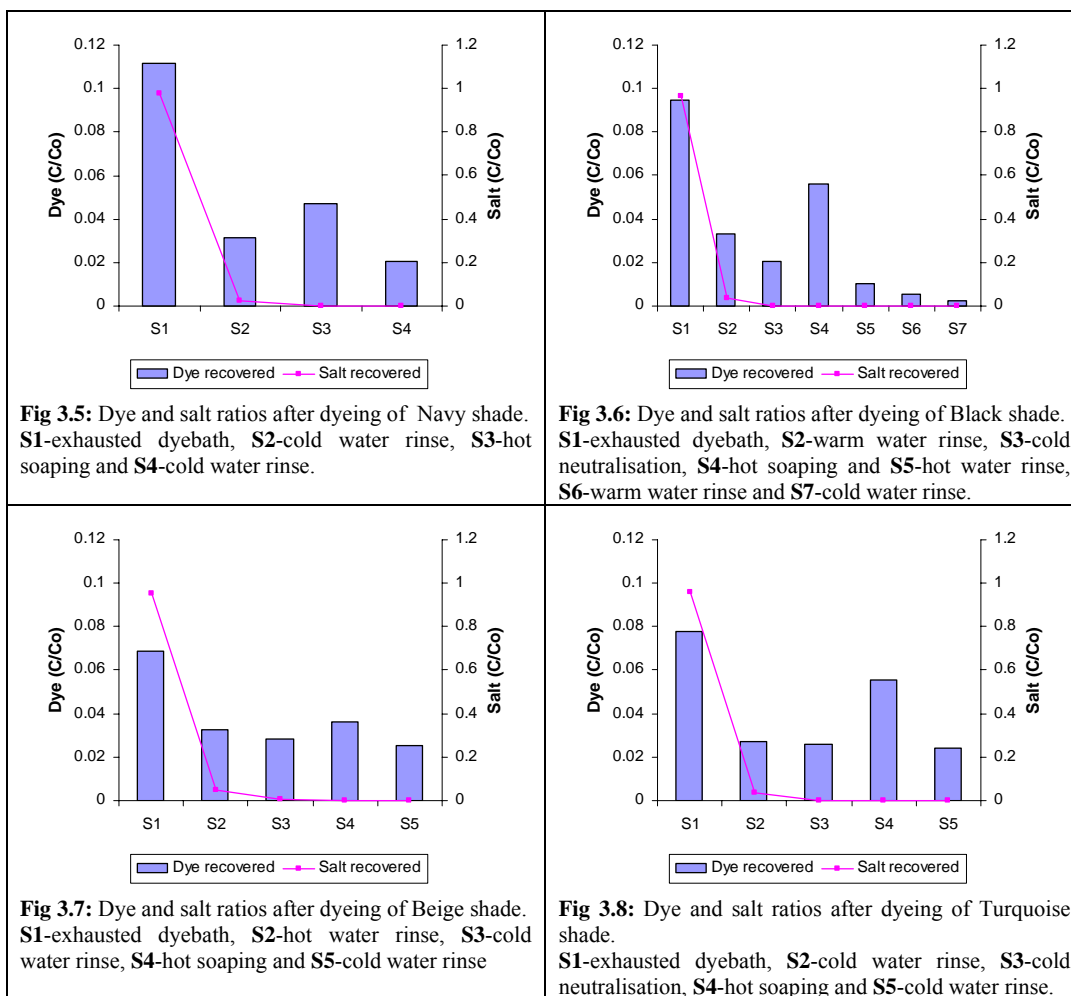 0.12
0.1
0.08
0.06
0.04
0.02
0
Dye (C/Co)
1.2
1
0.8
0.6
0.4
0.2
0
Salt (C/Co)
S1 S2 S3 S4
Dye recovered Salt recovered
Fig 3.5: Dye and salt ratios after dyeing of Navy shade.
S1-exhausted dyebath, S2-cold water rinse, S3-hot
soaping and S4-cold water rinse.
0.12
0.1
0.08
0.06
0.04
0.02
0
Dye (C/Co)
1.2
1
0.8
0.6
0.4
0.2
0
Salt (C/Co)
S1 S2 S3 S4 S5 S6 S7
Dye recovered Salt recovered
Fig 3.6: Dye and salt ratios after dyeing of Black shade.
S1-exhausted dyebath, S2-warm water rinse, S3-cold
neutralisation, S4-hot soaping and S5-hot water rinse,
S6-warm water rinse and S7-cold water rinse.
0.12
0.1
0.08
0.06
0.04
0.02
0
Dye (C/Co)
1.2
1
0.8
0.6
0.4
0.2
0
Salt (C/Co)
S1 S2 S3 S4 S5
Dye recovered Salt recovered
Fig 3.7: Dye and salt ratios after dyeing of Beige shade.
S1-exhausted dyebath, S2-hot water rinse, S3-cold
water rinse, S4-hot soaping and S5-cold water rinse
0.12
0.1
0.08
0.06
0.04
0.02
0
Dye (C/Co)
1.2
1
0.8
0.6
0.4
0.2
0
Salt (C/Co)
S1 S2 S3 S4 S5
Dye recovered Salt recovered
Fig 3.8: Dye and salt ratios after dyeing of Turquoise
shade.
S1-exhausted dyebath, S2-cold water rinse, S3-cold
neutralisation, S4-hot soaping and S5-cold water rinse.